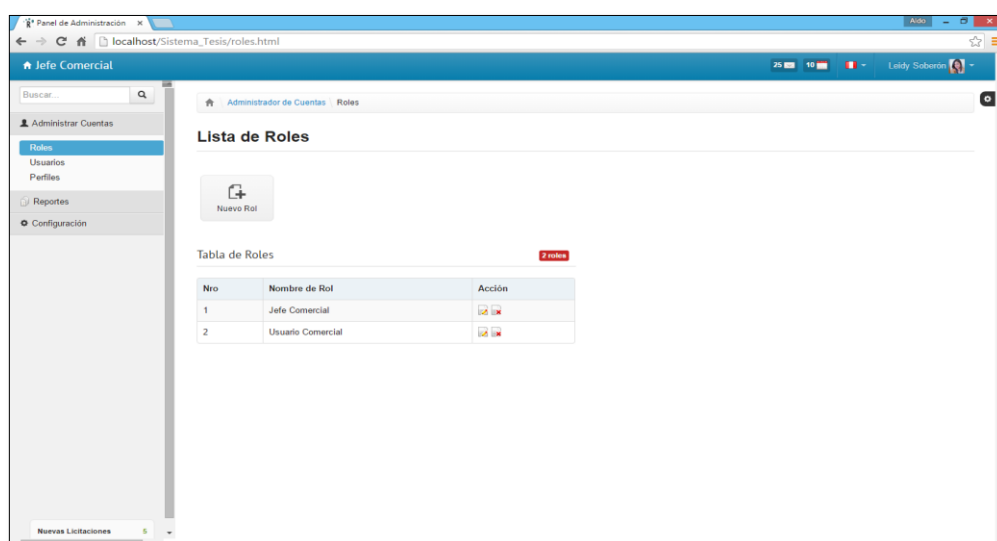 Panel de Administración
Aldo
localhost/Sistema_Tesis/roles.html
Jefe Comercial
25
10
Leidy Soberón
Buscar...
Administrador de Cuentas
Roles
Administrar Cuentas
Lista de Roles
Roles
Usuarios
Perfiles
Reportes
Configuración
Nuevo Rol
Tabla de Roles
2 roles
Nro Nombre de Rol Acción
1 Jefe Comercial
2 Usuario Comercial
Nuevas Licitaciones 5